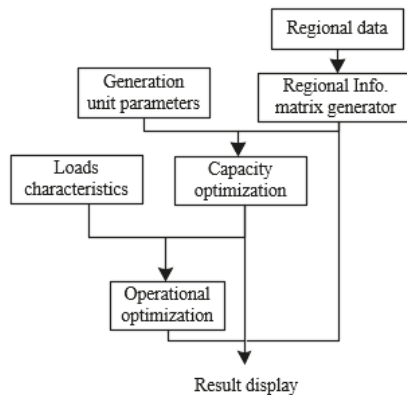 Regional data
Generation
unit parameters
Regional Info.
matrix generator
Loads
characteristics
Capacity
optimization
Operational
optimization
Result display